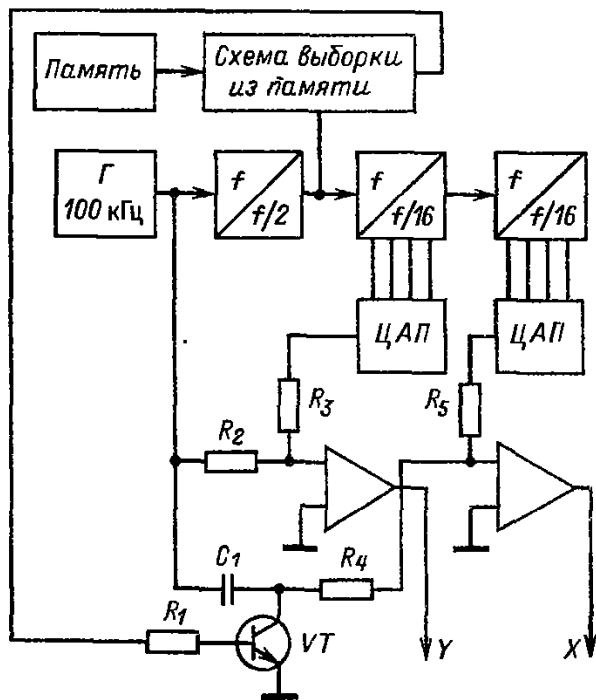 Память
Схема выборки
из памяти
Г
100 кГц
f
f/2
f
f/16
f
f/16
ЦАП
ЦАП
R3
R5
R2
C1
R4
R1
VT
Y
X